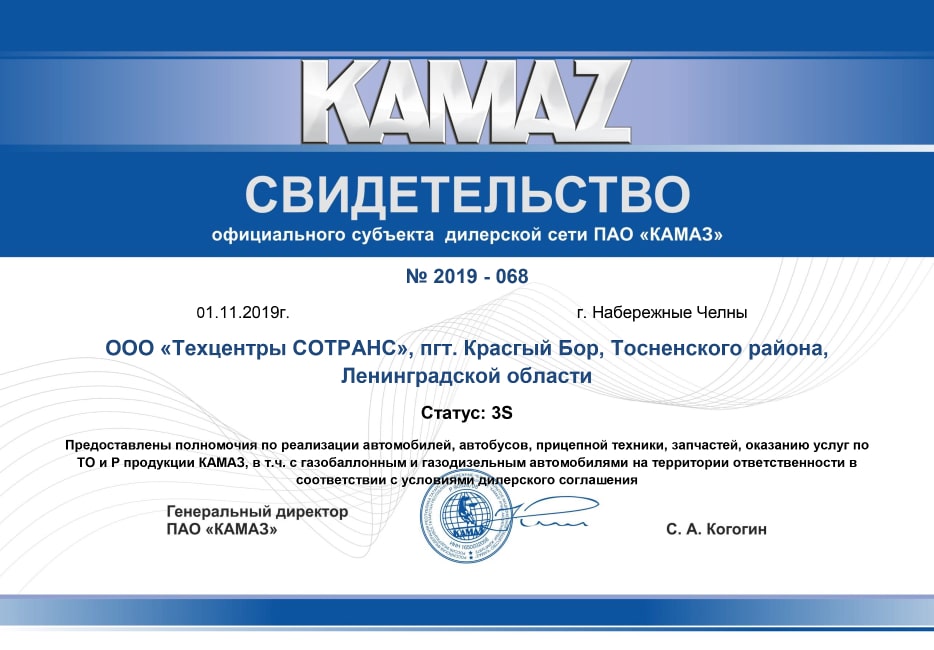 KAMAZ
СВИДЕТЕЛЬСТВО
официального субъекта дилерской сети ПАО «КАМАЗ»
№ 2019 - 068
01.11.2019г.
г. Набережные Челны
ООО «Техцентры СОТРАНС», пгт. Красгый Бор, Тосненского района,
Ленинградской области
Статус: 3S
Предоставлены полномочия по реализации автомобилей, автобусов, прицепной техники, запчастей, оказанию услуг по
ТО и Р продукции КАМАЗ, в т.ч. с газобаллонным и газодизельным автомобилями на территории ответственности в
соответствии с условиями дилерского соглашения
Генеральный директор
ПАО «КАМАЗ»
КАМАЗ
С. А. Когогин